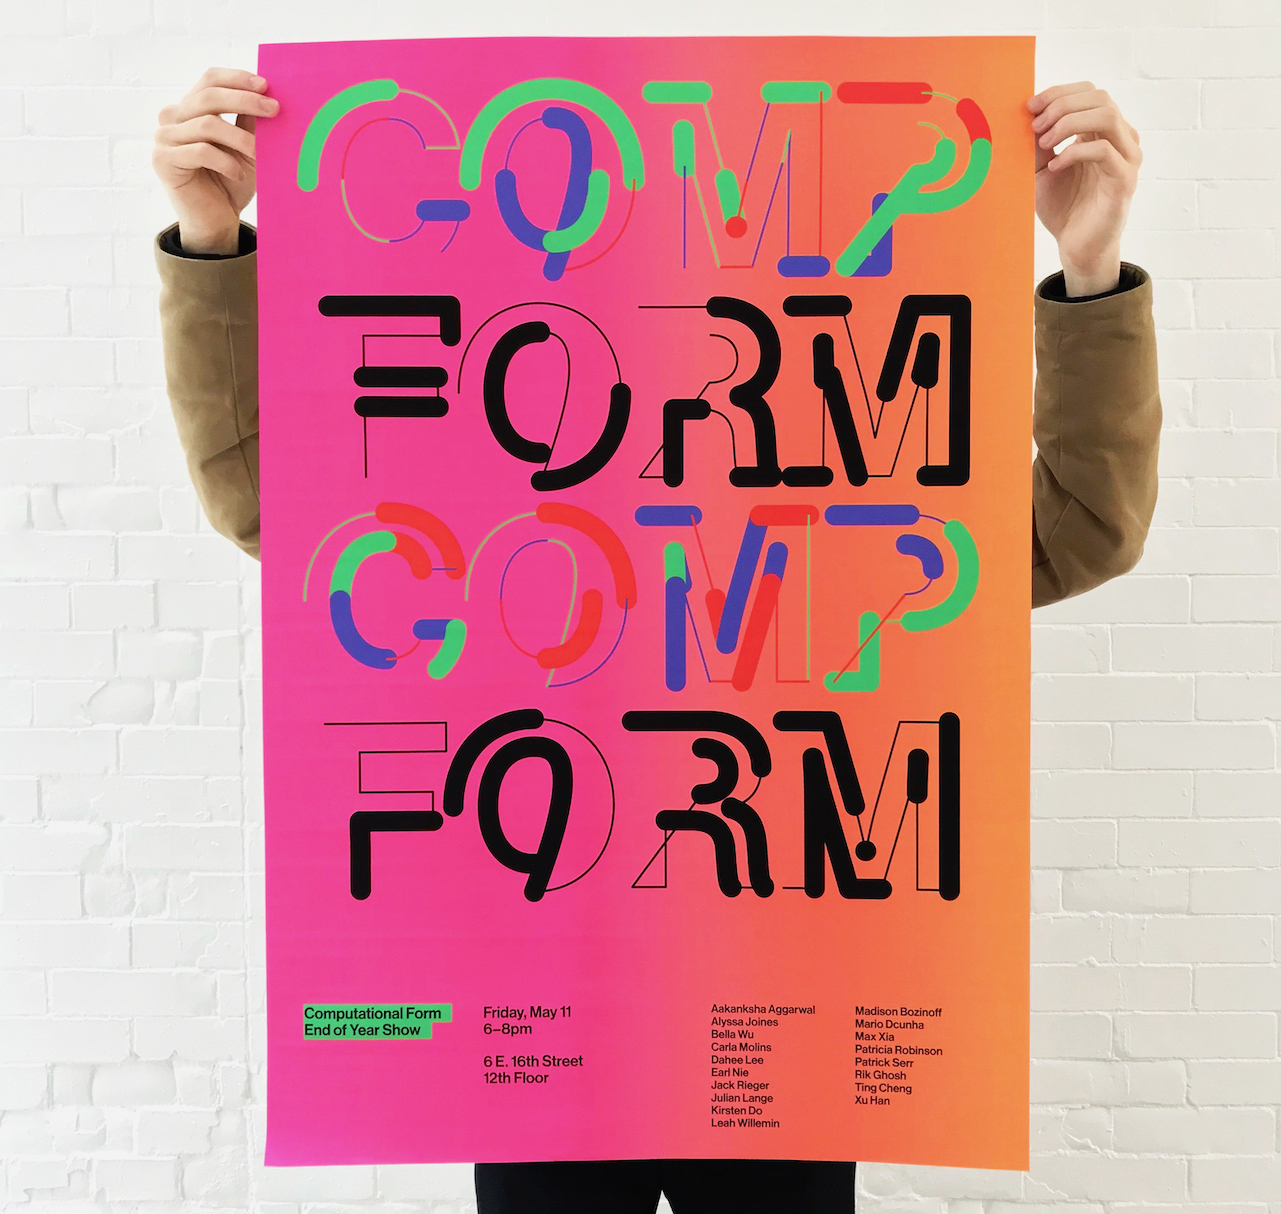 COMP
FORM
COMP
FORM
Computational Form
End of Year Show
Friday, May 11
6–8pm
6 E. 16th Street
12th Floor
Aakanksha Aggarwal
Alyssa Joines
Bella Wu
Carla Molins
Dahee Lee
Earl Nie
Jack Rieger
Julian Lange
Kirsten Do
Leah Willemin
Madison Bozinoff
Mario Dcunha
Max Xia
Patricia Robinson
Patrick Serr
Rik Ghosh
Ting Cheng
Xu Han